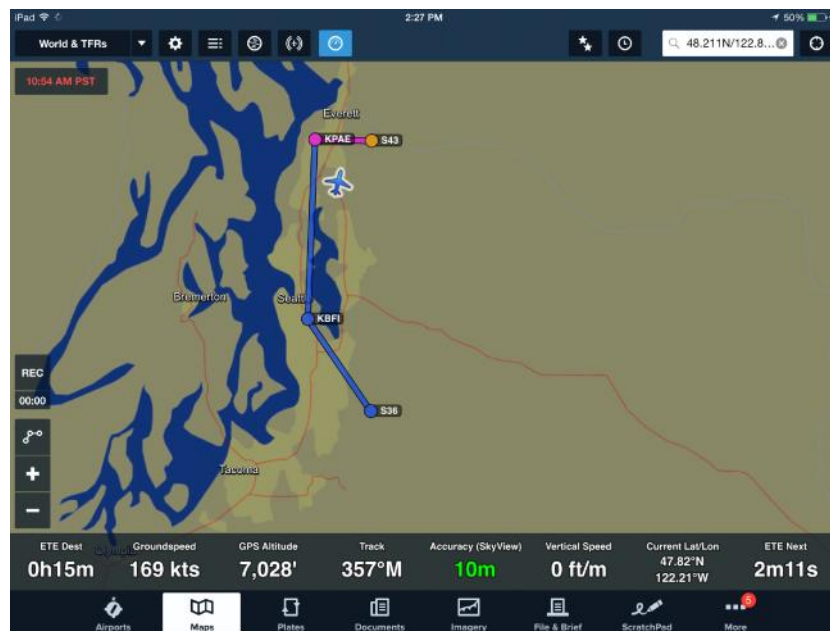 iPad
2:27 PM
50%
World & TFRs
48.211N/122.8...
10:54 AM PST
Everett
KPAE
S43
Bremerton
KBFI
REC
00:00
S36
Tacoma
ETE Dest
0h15m
Groundspeed
169 kts
GPS Altitude
7,028'
Track
357°M
Accuracy (SkyView)
10m
Vertical Speed
0 ft/m
Current Lat/Lon
47.82°N
122.21°W
ETE Next
2m11s
5
Airports
Maps
Plates
Documents
Imagery
File & Brief
ScratchPad
More